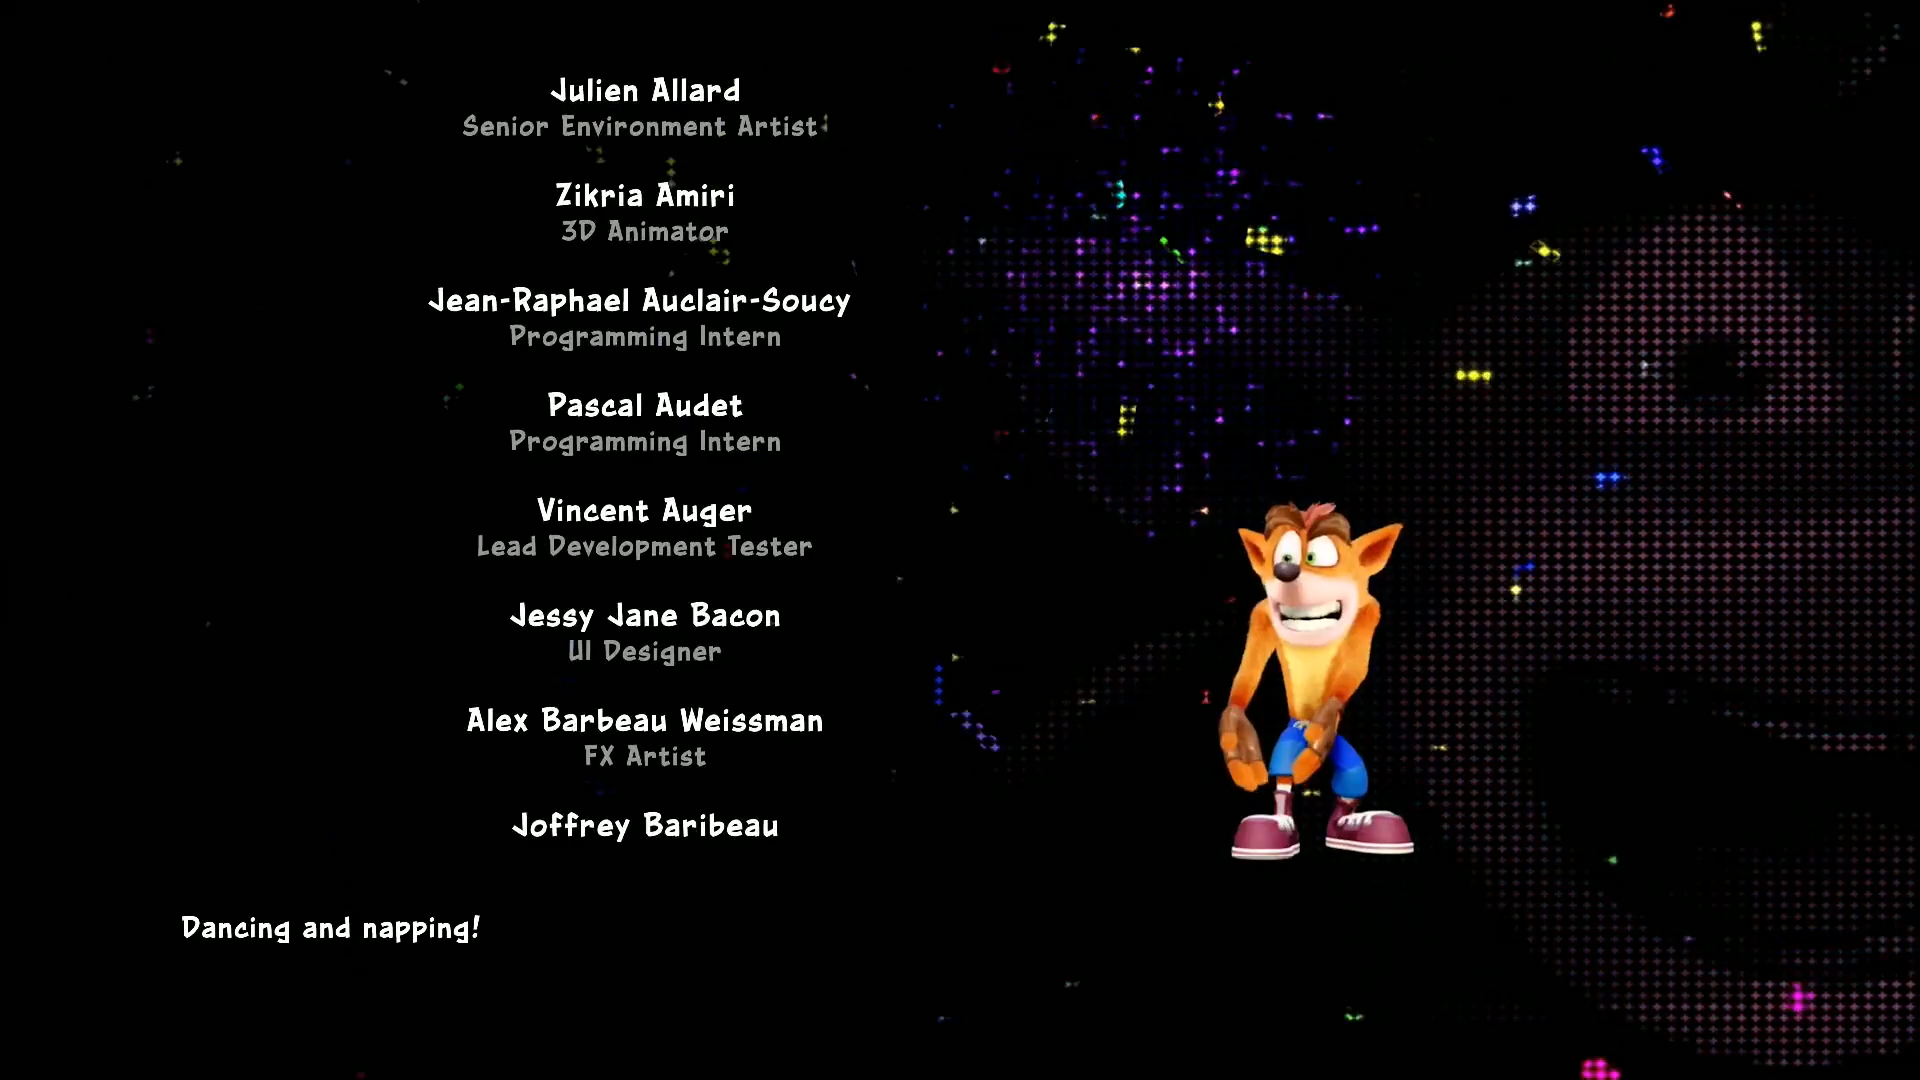 Julien Allard
Senior Environment Artist
Zikria Amiri
3D Animator
Jean-Raphael Auclair-Soucy
Programming Intern
Pascal Audet
Programming Intern
Vincent Auger
Lead Development Tester
Jessy Jane Bacon
UI Designer
Alex Barbeau Weissman
FX Artist
Joffrey Baribeau
Dancing and napping!